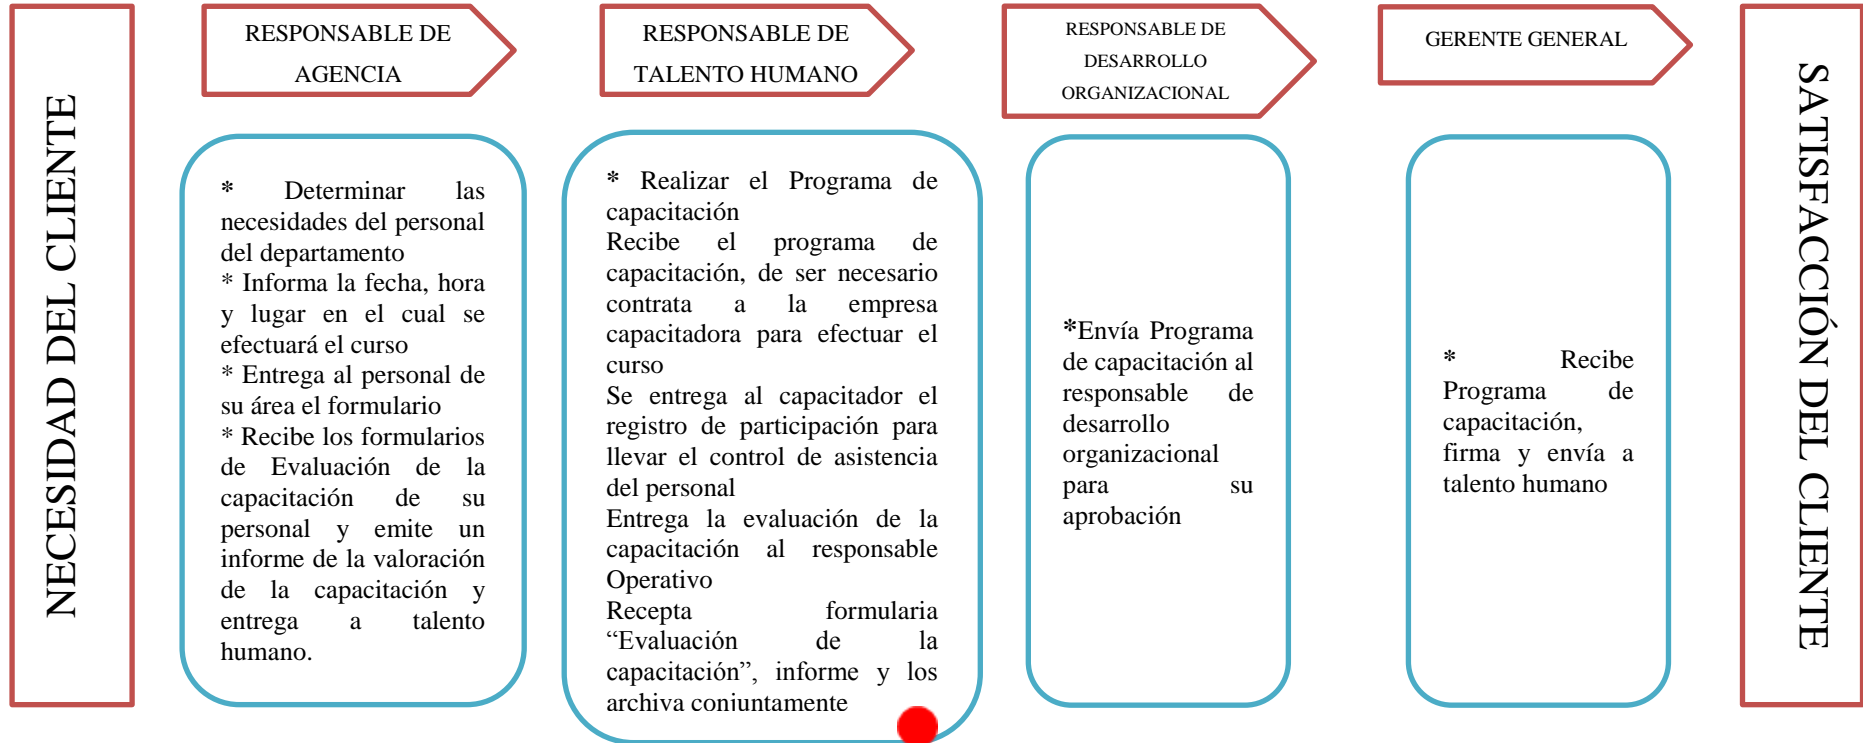 NECESIDAD DEL CLIENTE
RESPONSABLE DE
AGENCIA
* Determinar las
necesidades del personal
del departamento
* Informa la fecha, hora
y lugar en el cual se
efectuará el curso
* Entrega al personal de
su área el formulario
* Recibe los formularios
de Evaluación de la
capacitación de su
personal y emite un
informe de la valoración
de la capacitación y
entrega a talento
humano.
RESPONSABLE DE
TALENTO HUMANO
* Realizar el Programa de
capacitación
Recibe el programa de
capacitación, de ser necesario
contrata a la empresa
capacitadora para efectuar el
curso
Se entrega al capacitador el
registro de participación para
llevar el control de asistencia
del personal
Entrega la evaluación de la
capacitación al responsable
Operativo
Recepta formularia
“Evaluación de la
capacitación”, informe y los
archiva conjuntamente
RESPONSABLE DE
DESARROLLO
ORGANIZACIONAL
*Envía Programa
de capacitación al
responsable de
desarrollo
organizacional
para su
aprobación
GERENTE GENERAL
* Recibe
Programa de
capacitación,
firma y envía a
talento humano
SATISFACCIÓN DEL CLIENTE